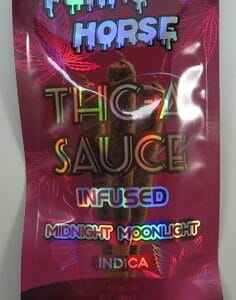 HORSE
THC-A
SAUCE
INFUSED
MIDNIGHT MOONLIGHT
INDICA